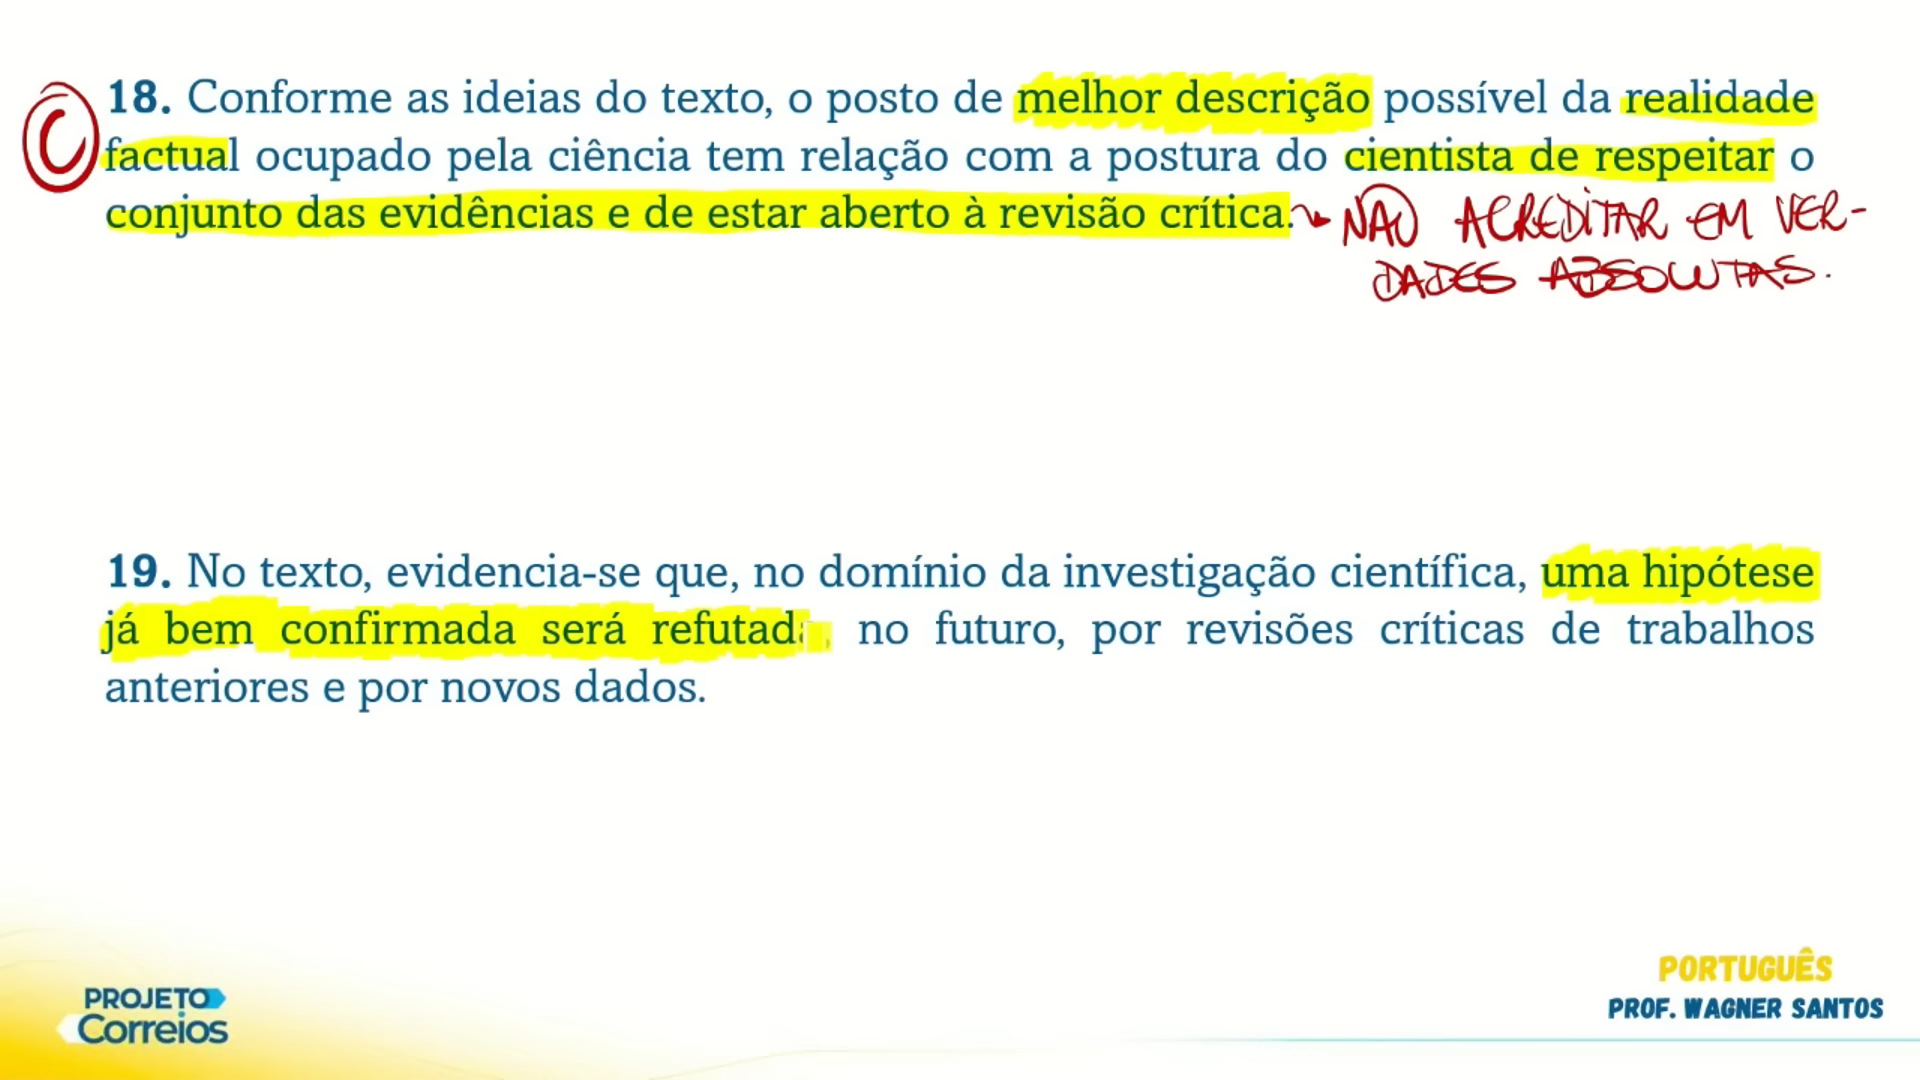 C 18. Conforme as ideias do texto, o posto de melhor descrição possível da realidade
factual ocupado pela ciência tem relação com a postura do cientista de respeitar o
conjunto das evidências e de estar aberto à revisão crítica. NÃO ACREDITAR EM VER-
DADES ABSOLUTAS.
19. No texto, evidencia-se que, no domínio da investigação científica, uma hipótese
já bem confirmada será refutada, no futuro, por revisões críticas de trabalhos
anteriores e por novos dados.
PROJETO
Correios
PORTUGUÊS
PROF. WAGNER SANTOS